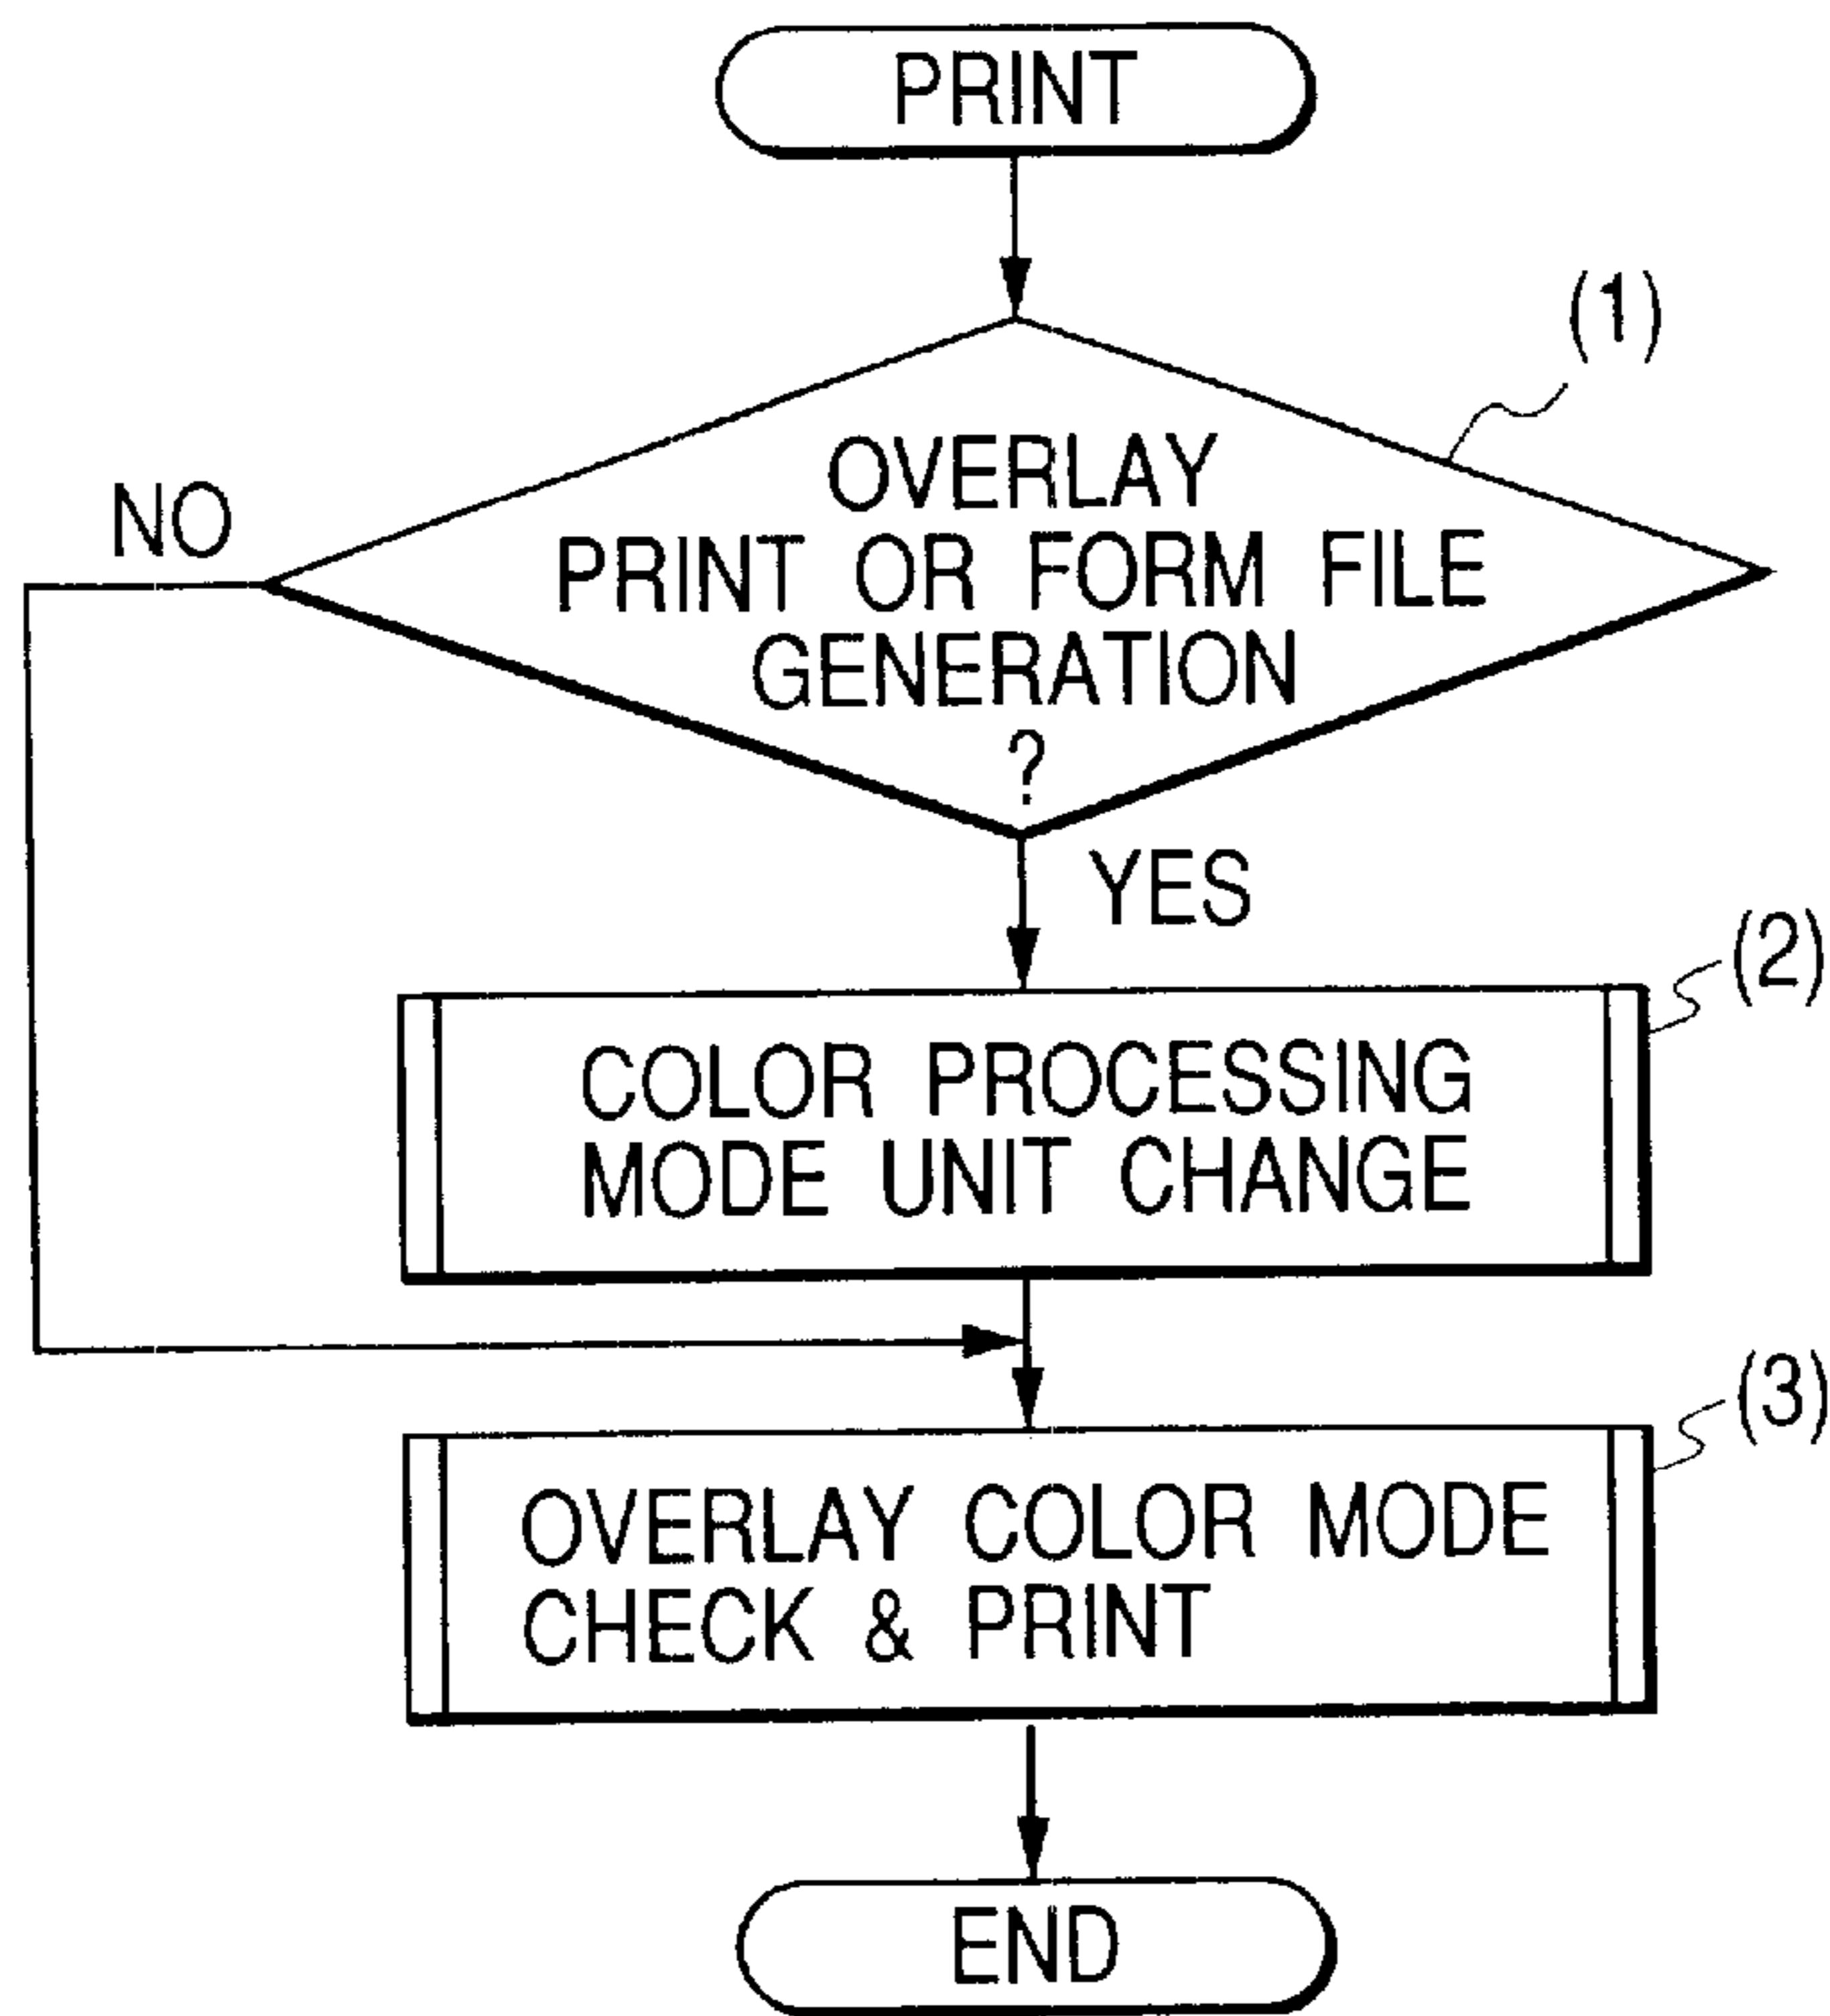 PRINT
(1)
OVERLAY
PRINT OR FORM FILE
GENERATION
?
NO
YES
(2)
COLOR PROCESSING
MODE UNIT CHANGE
(3)
OVERLAY COLOR MODE
CHECK & PRINT
END